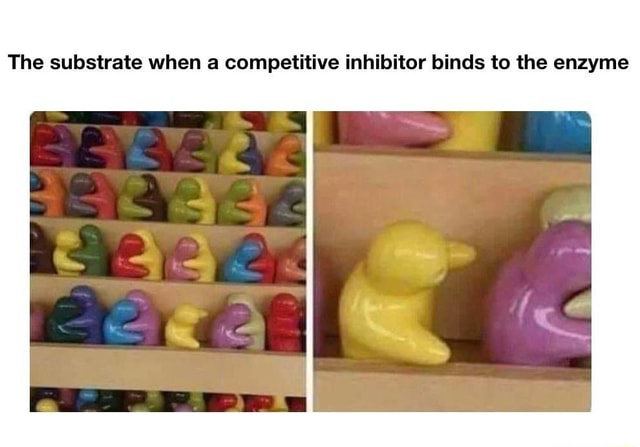 The substrate when a competitive inhibitor binds to the enzyme